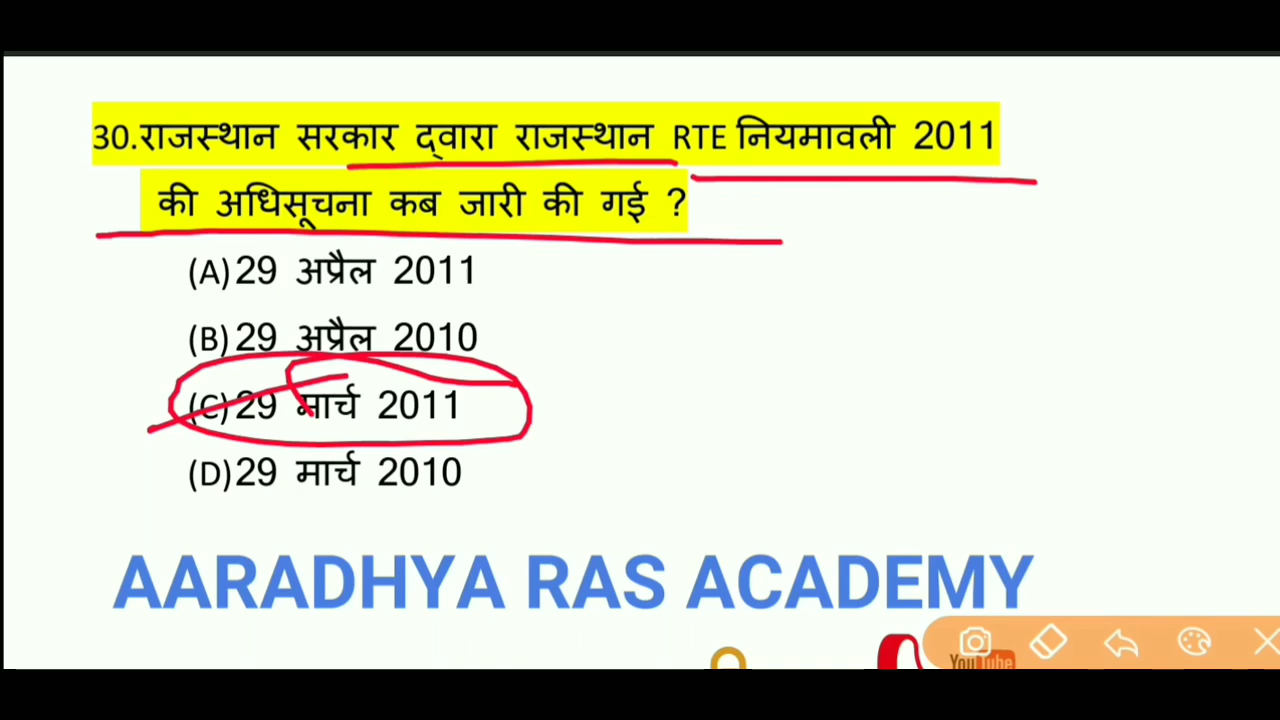 30.राजस्थान सरकार द्वारा राजस्थान RTE नियमावली 2011
की अधिसूचना कब जारी की गई ?
(A)29 अप्रैल 2011
(B)29 अप्रैल 2010
(C)29 मार्च 2011
(D)29 मार्च 2010
AARADHYA RAS ACADEMY
YouTube